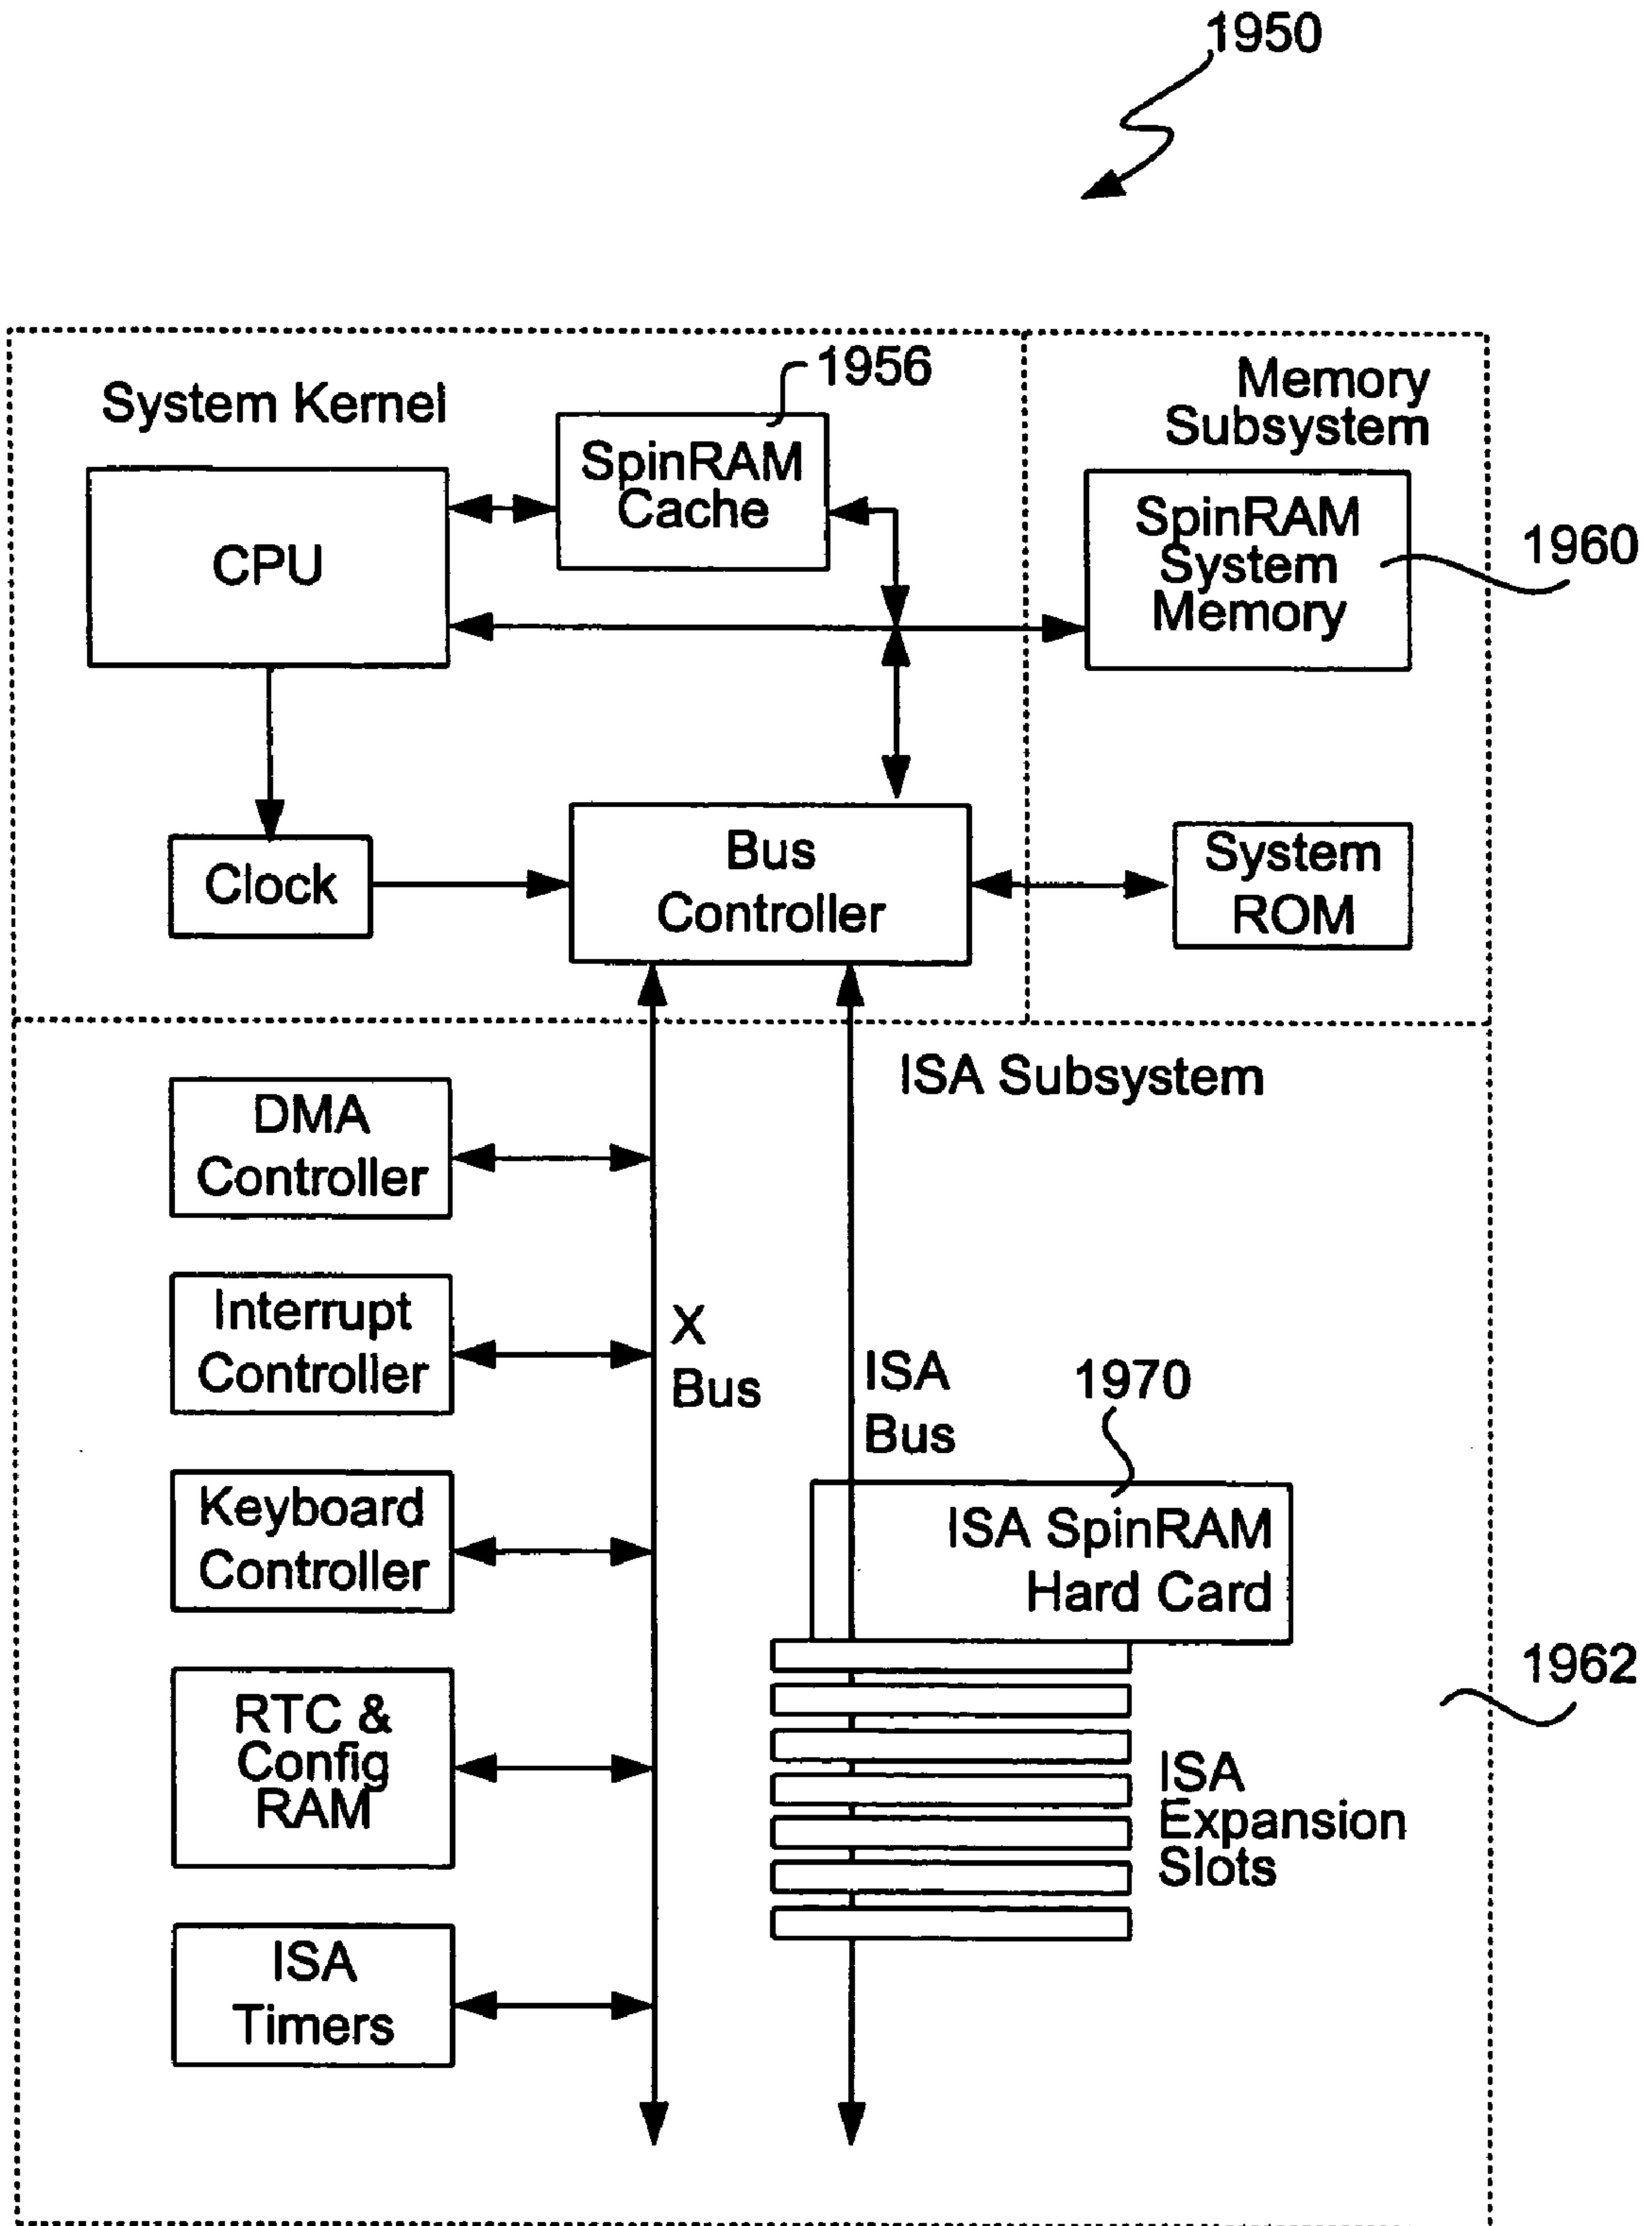 1950
System Kernel
1956
SpinRAM
Cache
CPU
Memory
Subsystem
SpinRAM
System
Memory
1960
Clock
Bus
Controller
System
ROM
ISA Subsystem
DMA
Controller
Interrupt
Controller
X
Bus
ISA
Bus
1970
Keyboard
Controller
ISA SpinRAM
Hard Card
1962
RTC &
Config
RAM
ISA
Expansion
Slots
ISA
Timers